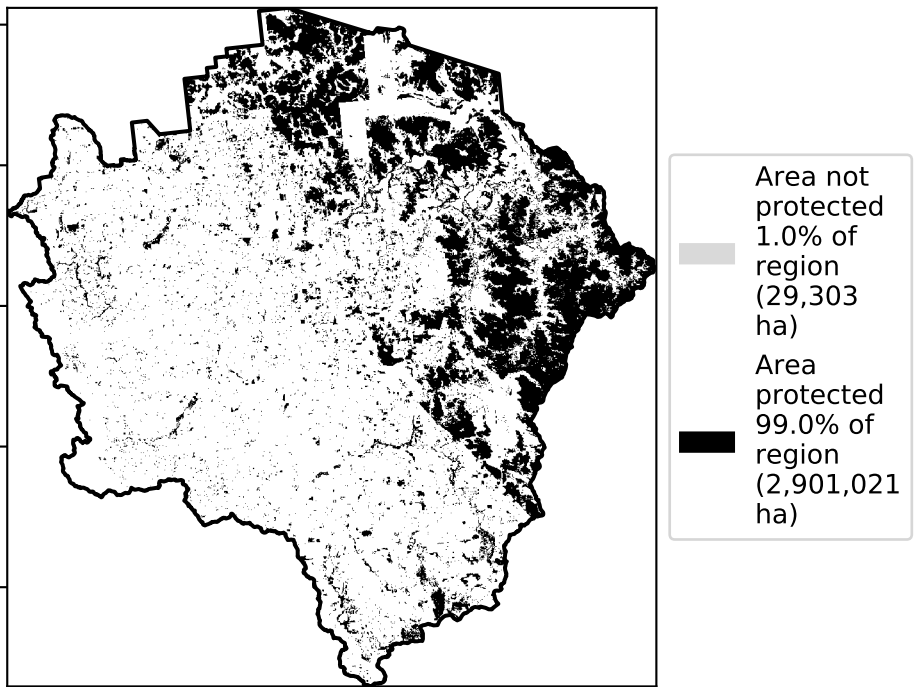 Area not
protected
1.0% of
region
(29,303
ha)
Area
protected
99.0% of
region
(2,901,021
ha)